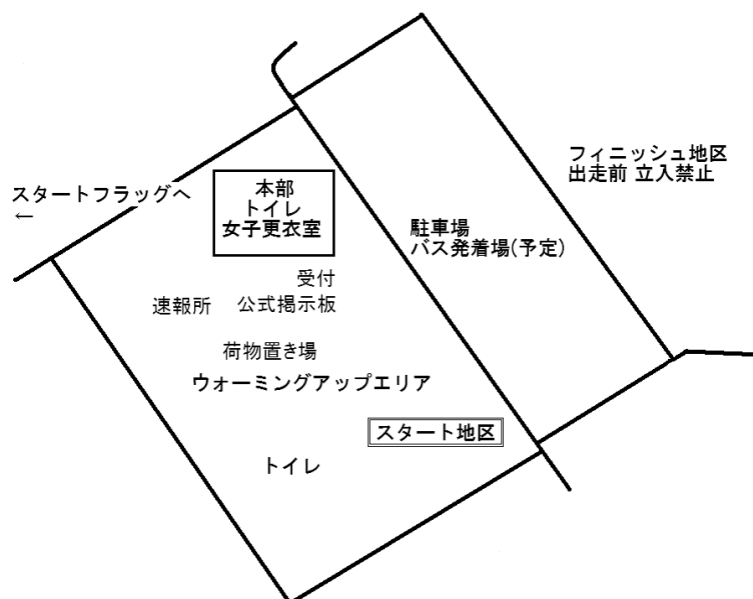 フィニッシュ地区
出走前 立入禁止
スタートフラッグへ
←
本部
トイレ
女子更衣室
駐車場
バス発着場(予定)
受付
速報所
公式掲示板
荷物置き場
ウォーミングアップエリア
スタート地区
トイレ